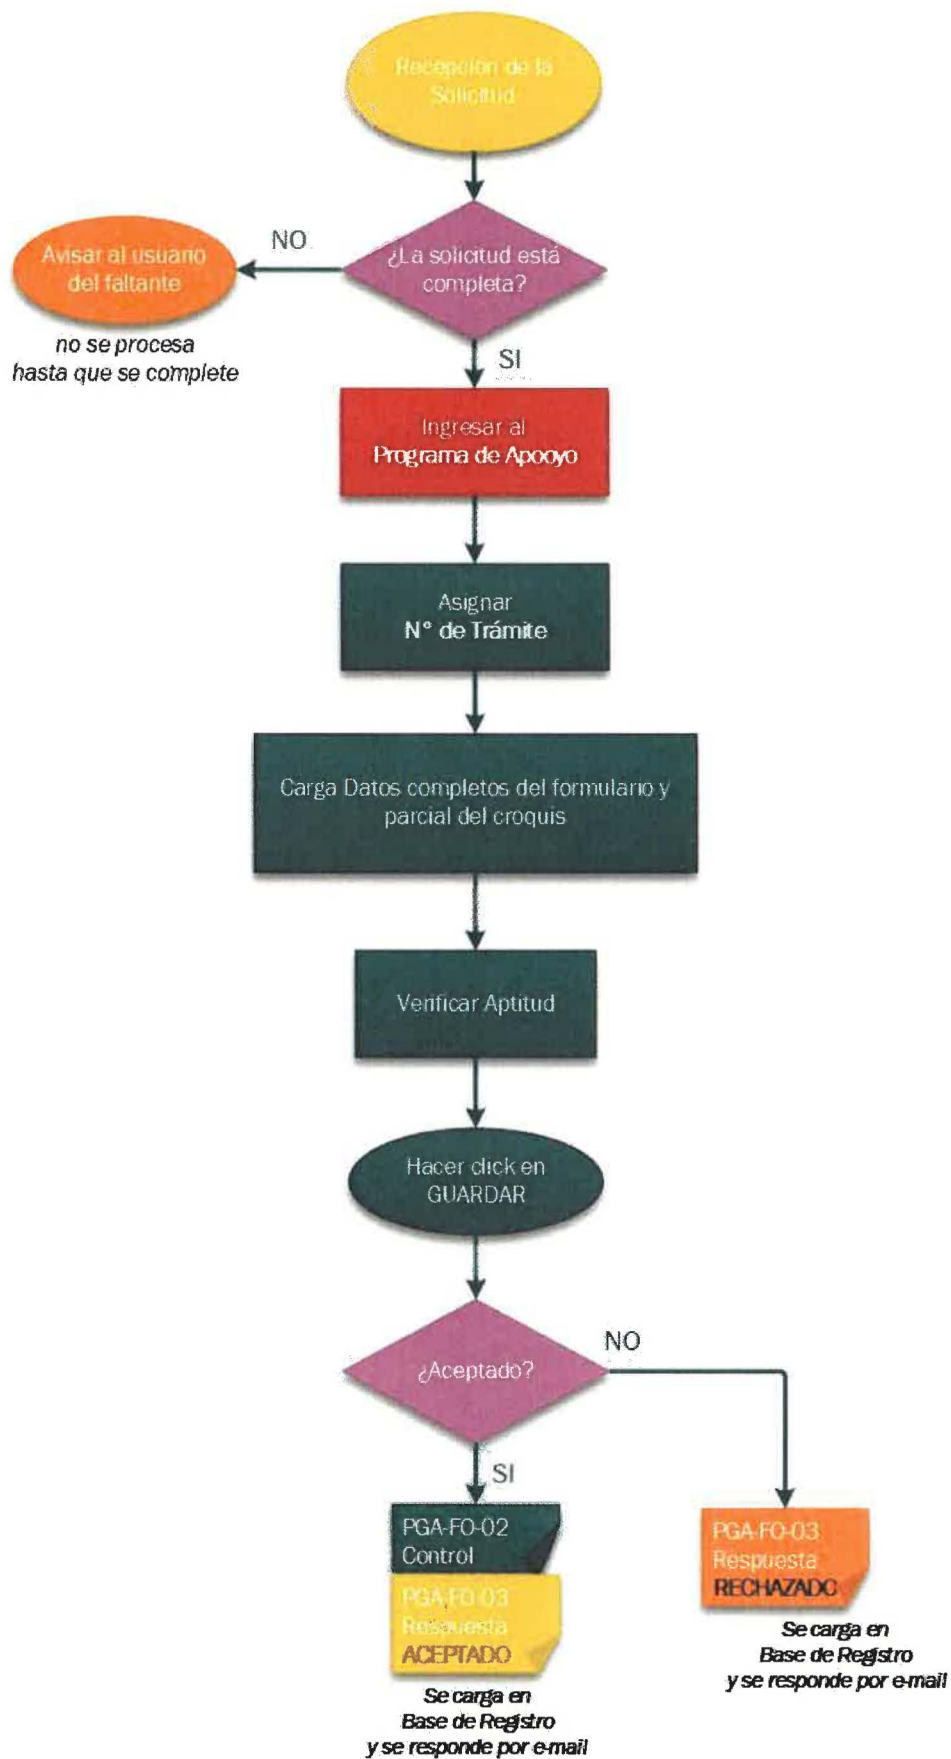 Recepción de la
Solicitud
¿La solicitud está
completa?
NO
Avisar al usuario
del faltante
no se procesa
hasta que se complete
SI
Ingresar al
Programa de Apooyo
Asignar
N° de Trámite
Carga Datos completos del formulario y
parcial del croquis
Verificar Aptitud
Hacer click en
GUARDAR
¿Aceptado?
NO
SI
PGA-FO-02
Control
PGA-FO-03
Respuesta
ACEPTADO
Se carga en
Base de Registro
y se responde por e-mail
PGA-FO-03
Respuesta
RECHAZADO
Se carga en
Base de Registro
y se responde por e-mail